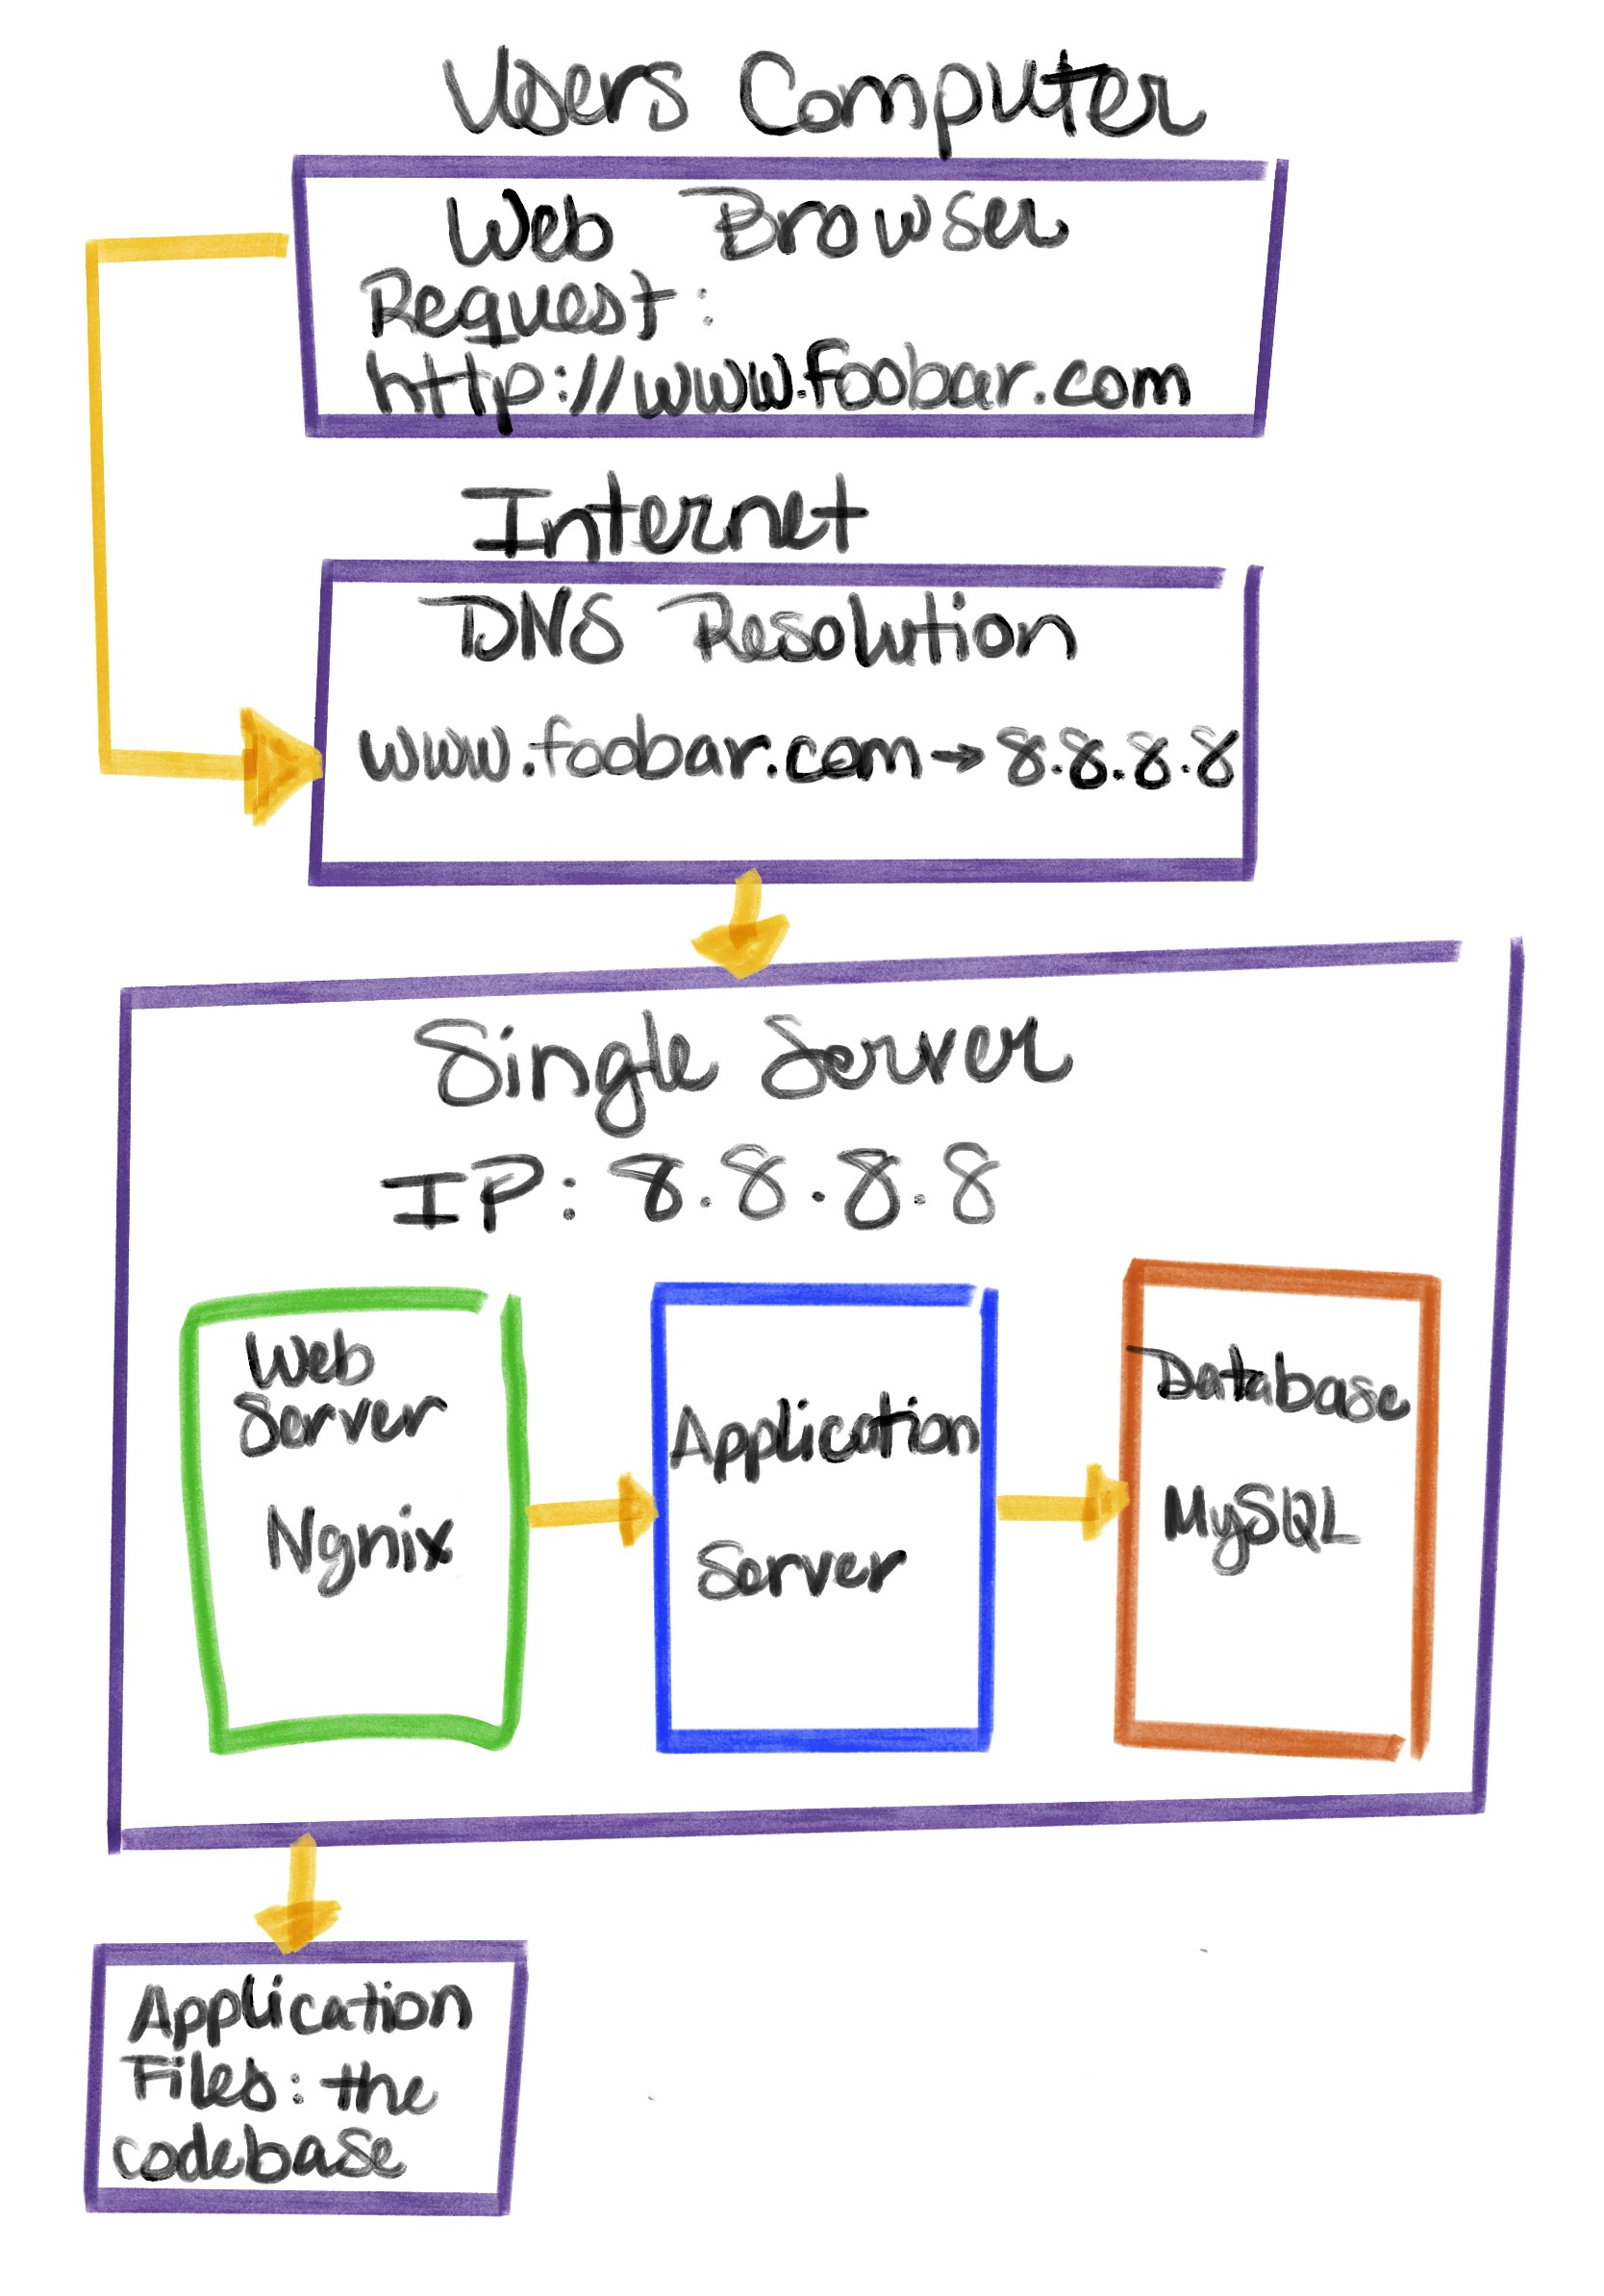 Users Computer
Web Browser
Request:
http://www.foobar.com
Internet
DNS Resolution
www.foobar.com → 8.8.8.8
Single Server
IP: 8.8.8.8
Web
Server
Ngnix
Application
Server
Database
MySQL
Application
Files: the
codebase